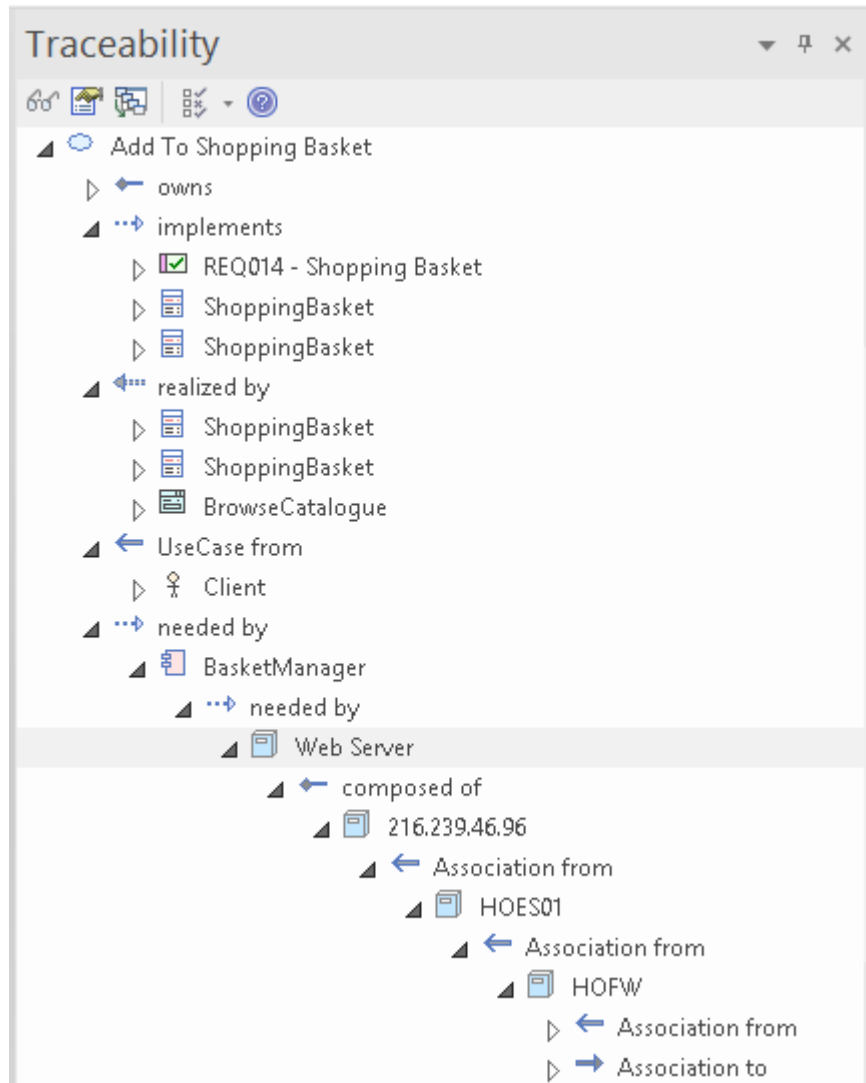 Traceability
Add To Shopping Basket
owns
implements
REQ014 - Shopping Basket
ShoppingBasket
ShoppingBasket
realized by
ShoppingBasket
ShoppingBasket
BrowseCatalogue
UseCase from
Client
needed by
BasketManager
needed by
Web Server
composed of
216.239.46.96
Association from
HOES01
Association from
HOFW
Association from
Association to